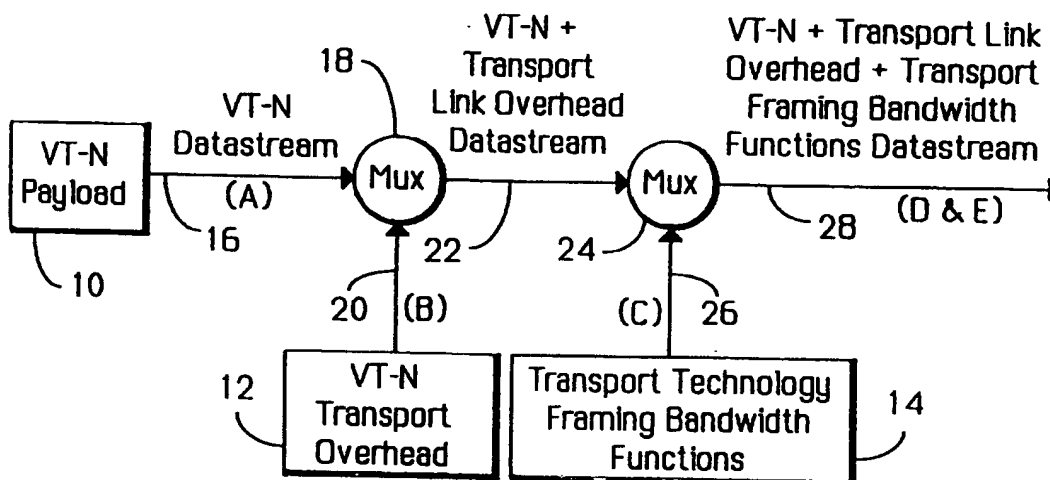 18
VT-N +
Transport
Link Overhead
Datastream
VT-N + Transport Link
Overhead + Transport
Framing Bandwidth
Functions Datastream
VT-N
Datastream
VT-N
Payload
(A)
Mux
Mux
(D & E)
16
22
24
28
10
20
(B)
(C)
26
12
VT-N
Transport
Overhead
Transport Technology
Framing Bandwidth
Functions
14